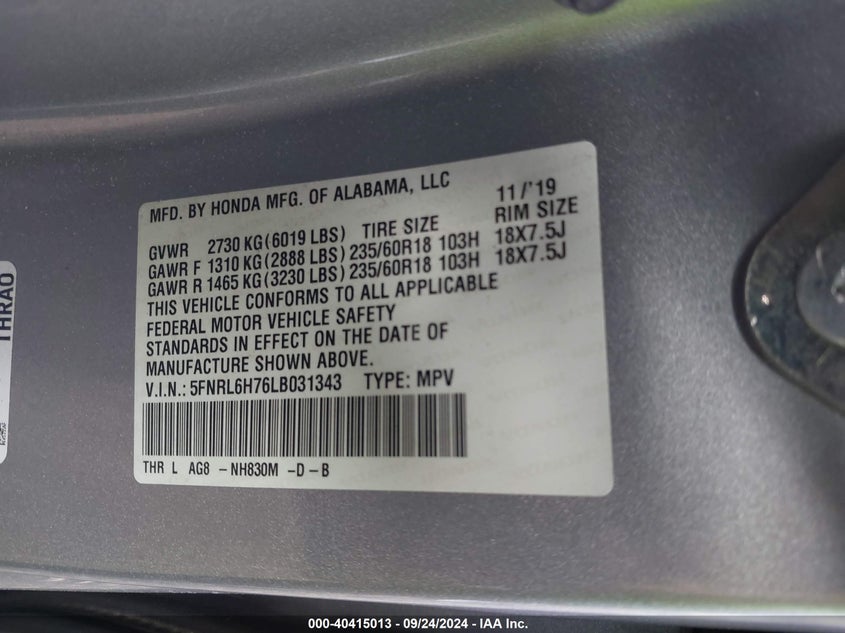 MFD. BY HONDA MFG. OF ALABAMA, LLC 11/'19
GVWR 2730 KG(6019 LBS) TIRE SIZE RIM SIZE
GAWR F 1310 KG(2888 LBS) 235/60R18 103H 18X7.5J
GAWR R 1465 KG(3230 LBS) 235/60R18 103H 18X7.5J
THIS VEHICLE CONFORMS TO ALL APPLICABLE
FEDERAL MOTOR VEHICLE SAFETY
STANDARDS IN EFFECT ON THE DATE OF
MANUFACTURE SHOWN ABOVE.
V.I.N.: 5FNRL6H76LB031343 TYPE: MPV
THR L AG8 -NH830M -D-B
THRAO
000-40415013 - 09/24/2024 - IAA Inc.